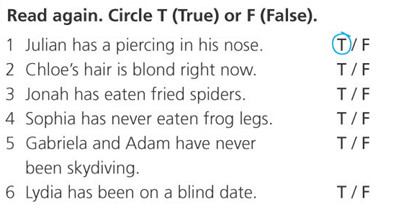 Read again. Circle T (True) or F (False).
1 Julian has a piercing in his nose. T / F
2 Chloe's hair is blond right now. T / F
3 Jonah has eaten fried spiders. T / F
4 Sophia has never eaten frog legs. T / F
5 Gabriela and Adam have never T / F
been skydiving.
6 Lydia has been on a blind date. T / F